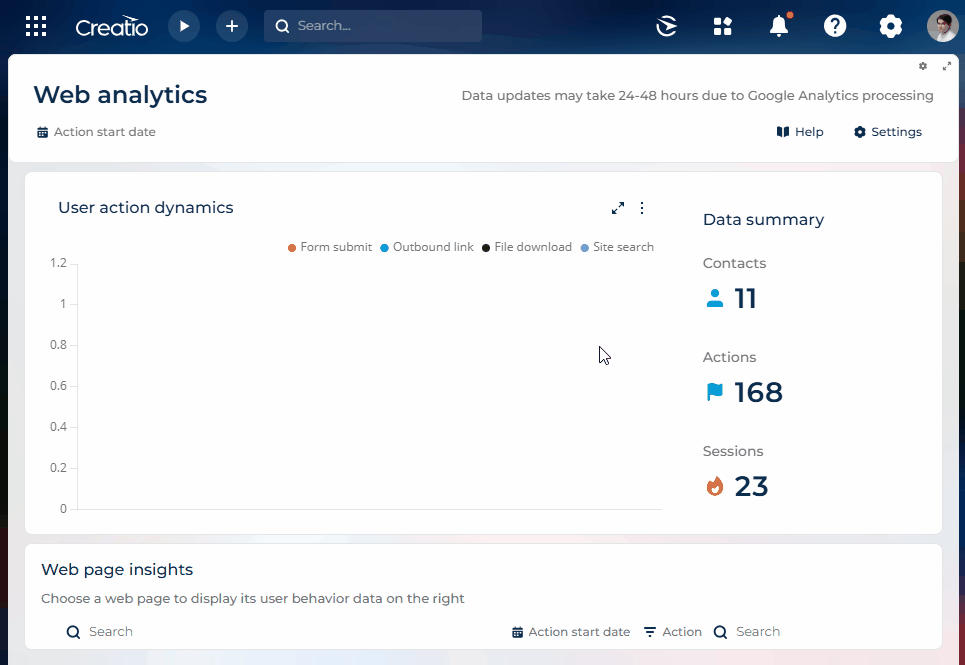 Creatio Search...
Web analytics
Data updates may take 24-48 hours due to Google Analytics processing
Action start date
Help Settings
User action dynamics
Form submit Outbound link File download Site search
1.2
1
0.8
0.6
0.4
0.2
0
Data summary
Contacts
11
Actions
168
Sessions
23
Web page insights
Choose a web page to display its user behavior data on the right
Search Action start date Action Search